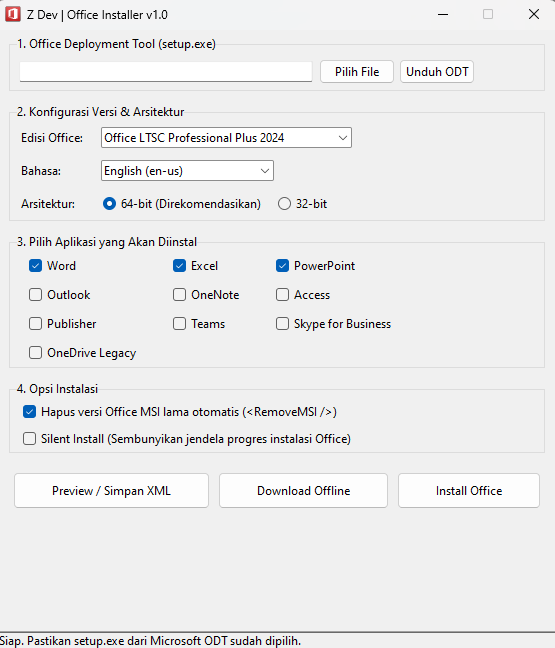 Z Dev | Office Installer v1.0
1. Office Deployment Tool (setup.exe)
Pilih File
Unduh ODT
2. Konfigurasi Versi & Arsitektur
Edisi Office: Office LTSC Professional Plus 2024
Bahasa: English (en-us)
Arsitektur: 64-bit (Direkomendasikan) 32-bit
3. Pilih Aplikasi yang Akan Diinstal
Word Excel PowerPoint
Outlook OneNote Access
Publisher Teams Skype for Business
OneDrive Legacy
4. Opsi Instalasi
Hapus versi Office MSI lama otomatis (<RemoveMSI />)
Silent Install (Sembunyikan jendela progres instalasi Office)
Preview / Simpan XML Download Offline Install Office
Siap. Pastikan setup.exe dari Microsoft ODT sudah dipilih.